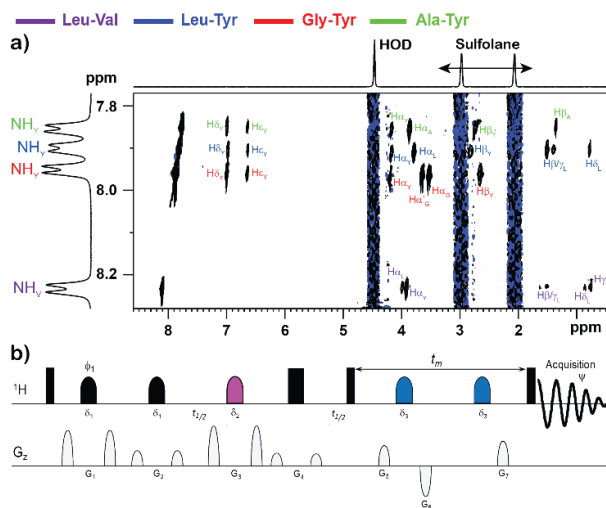 Leu-Val Leu-Tyr Gly-Tyr Ala-Tyr
a) HOD Sulfolane
ppm
7.8
NHY HδY HεY HαY HαA HβY HβA
NHY HδY HεY HαY HαL HβY Hβ/γL HδL
NHY HδY HεY HαY Hα'G HαG HβY
8.0
8.2
NHV HαL HαV Hβ/γL HδL Hγ
8 7 6 5 4 3 2 ppm
b)
ϕ1 tm Acquisition
1H ψ
δ1 δ1 t1/2 δ2 t1/2 δ3 δ3
Gz
G1 G2 G3 G4 G5 G6 G7